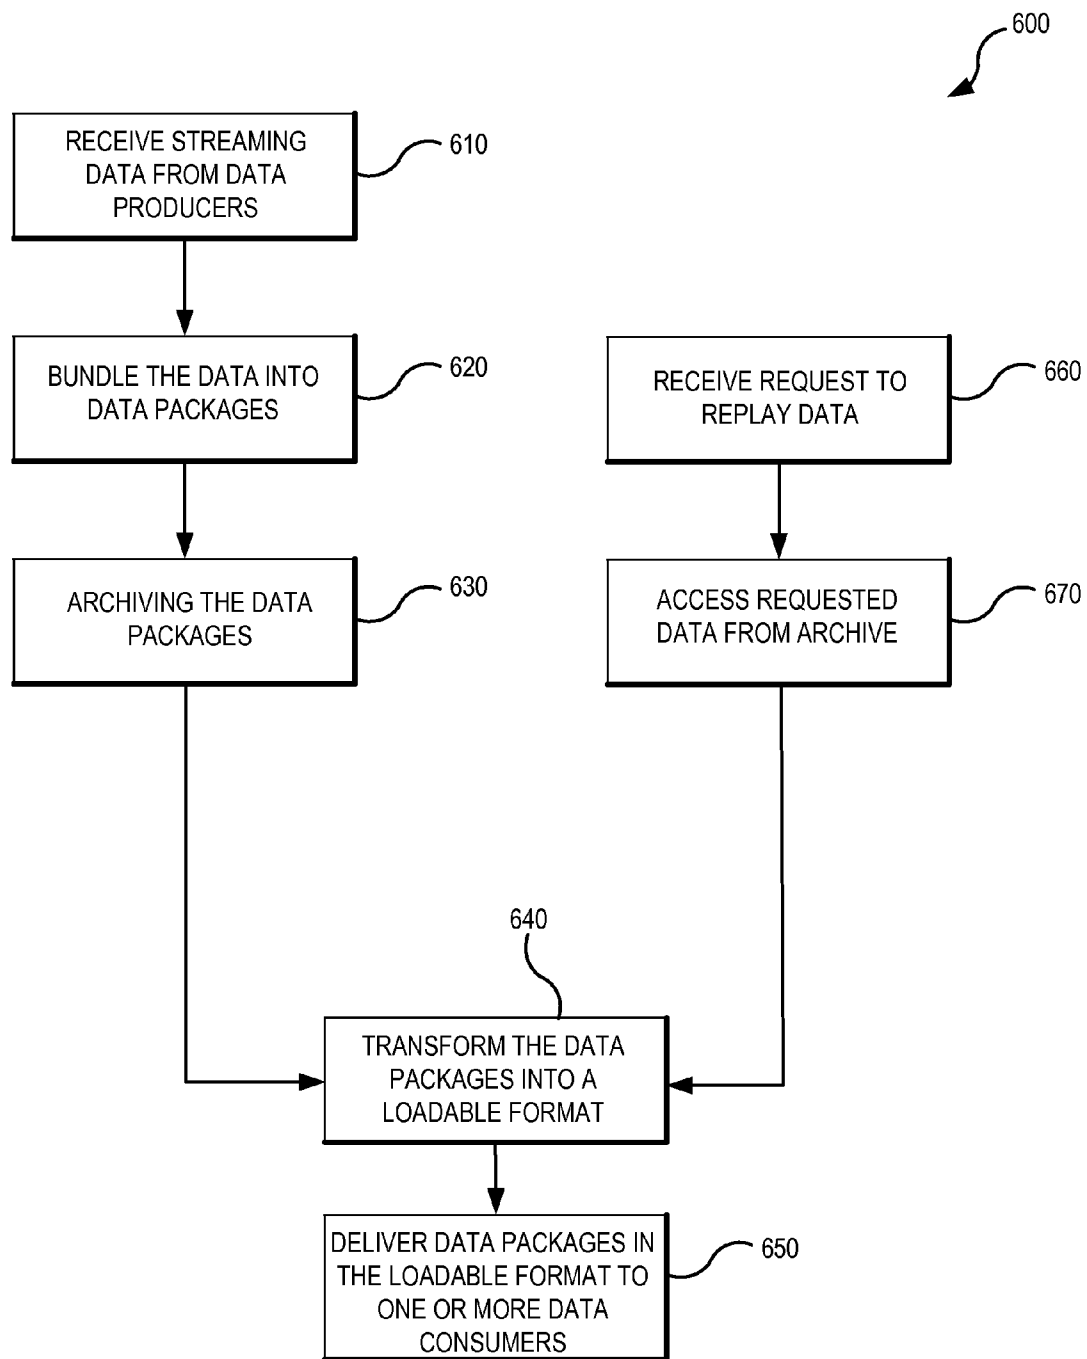 600
RECEIVE STREAMING
DATA FROM DATA
PRODUCERS
610
BUNDLE THE DATA INTO
DATA PACKAGES
620
RECEIVE REQUEST TO
REPLAY DATA
660
ARCHIVING THE DATA
PACKAGES
630
ACCESS REQUESTED
DATA FROM ARCHIVE
670
640
TRANSFORM THE DATA
PACKAGES INTO A
LOADABLE FORMAT
DELIVER DATA PACKAGES IN
THE LOADABLE FORMAT TO
ONE OR MORE DATA
CONSUMERS
650